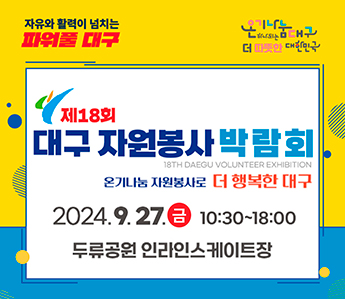 자유와 활력이 넘치는
파워풀 대구
온기나눔대구
더 따뜻한 대한민국
제18회
대구 자원봉사 박람회
18TH DAEGU VOLUNTEER EXHIBITION
온기나눔 자원봉사로 더 행복한 대구
2024. 9. 27. 금 10:30~18:00
두류공원 인라인스케이트장